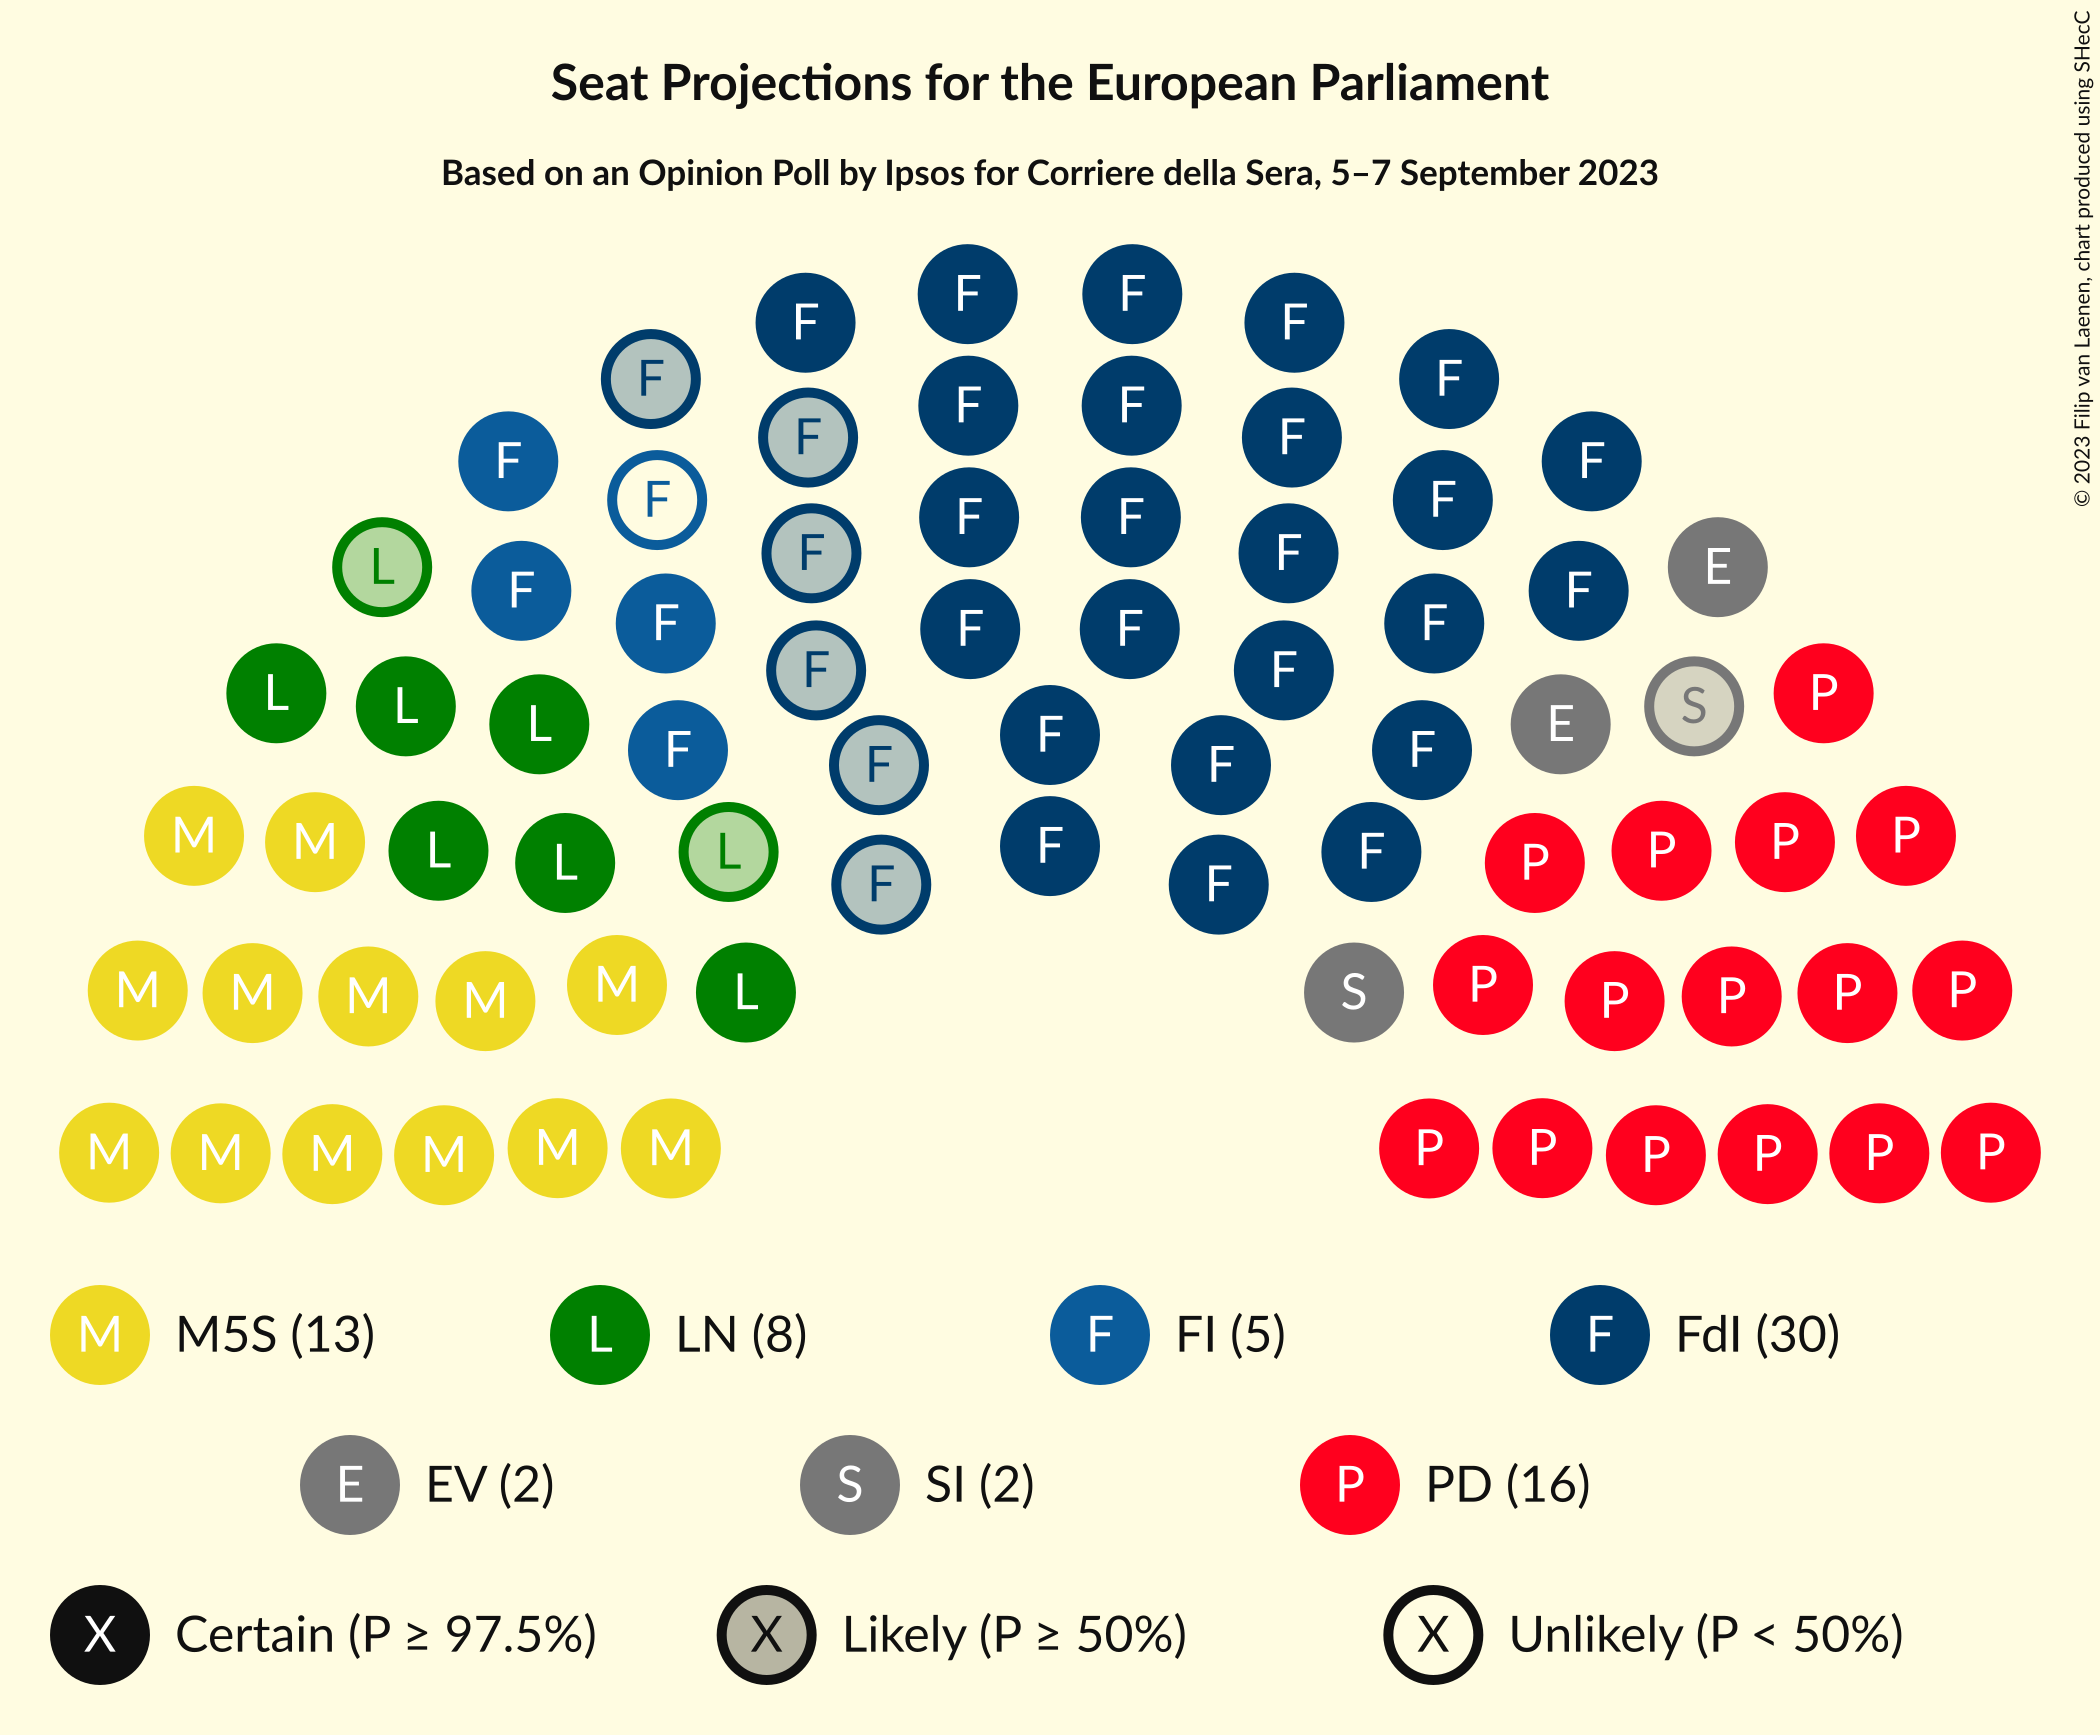 Seat Projections for the European Parliament
Based on an Opinion Poll by Ipsos for Corriere della Sera, 5–7 September 2023
© 2023 Filip van Laenen, chart produced using SHecC
F F
F F
F F
F F F F
F F
F F
F F
F F
L F F F F E
F F
F F
L L L F F S P
L L F F E P
F F
F F
M M L L L F F F F F P P P P
F F
M M M M M L S P P P P P
M M M M M M P P P P P P
M M5S (13) L LN (8) F FI (5) F FdI (30)
E EV (2) S SI (2) P PD (16)
X Certain (P ≥ 97.5%) X Likely (P ≥ 50%) X Unlikely (P < 50%)